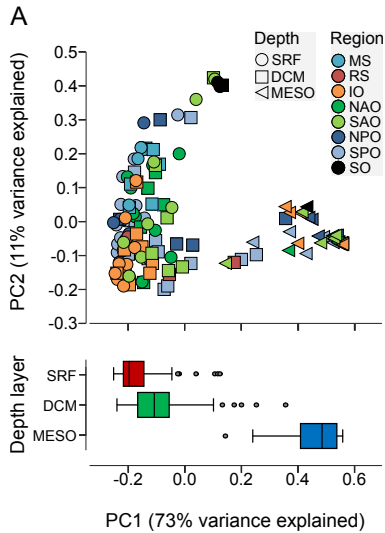 A
Depth
SRF
DCM
MESO
Region
MS
RS
IO
NAO
SAO
NPO
SPO
SO
PC2 (11% variance explained)
0.5
0.4
0.3
0.2
0.1
0.0
-0.1
-0.2
-0.3
Depth layer
SRF
DCM
MESO
-0.2 0.0 0.2 0.4 0.6
PC1 (73% variance explained)